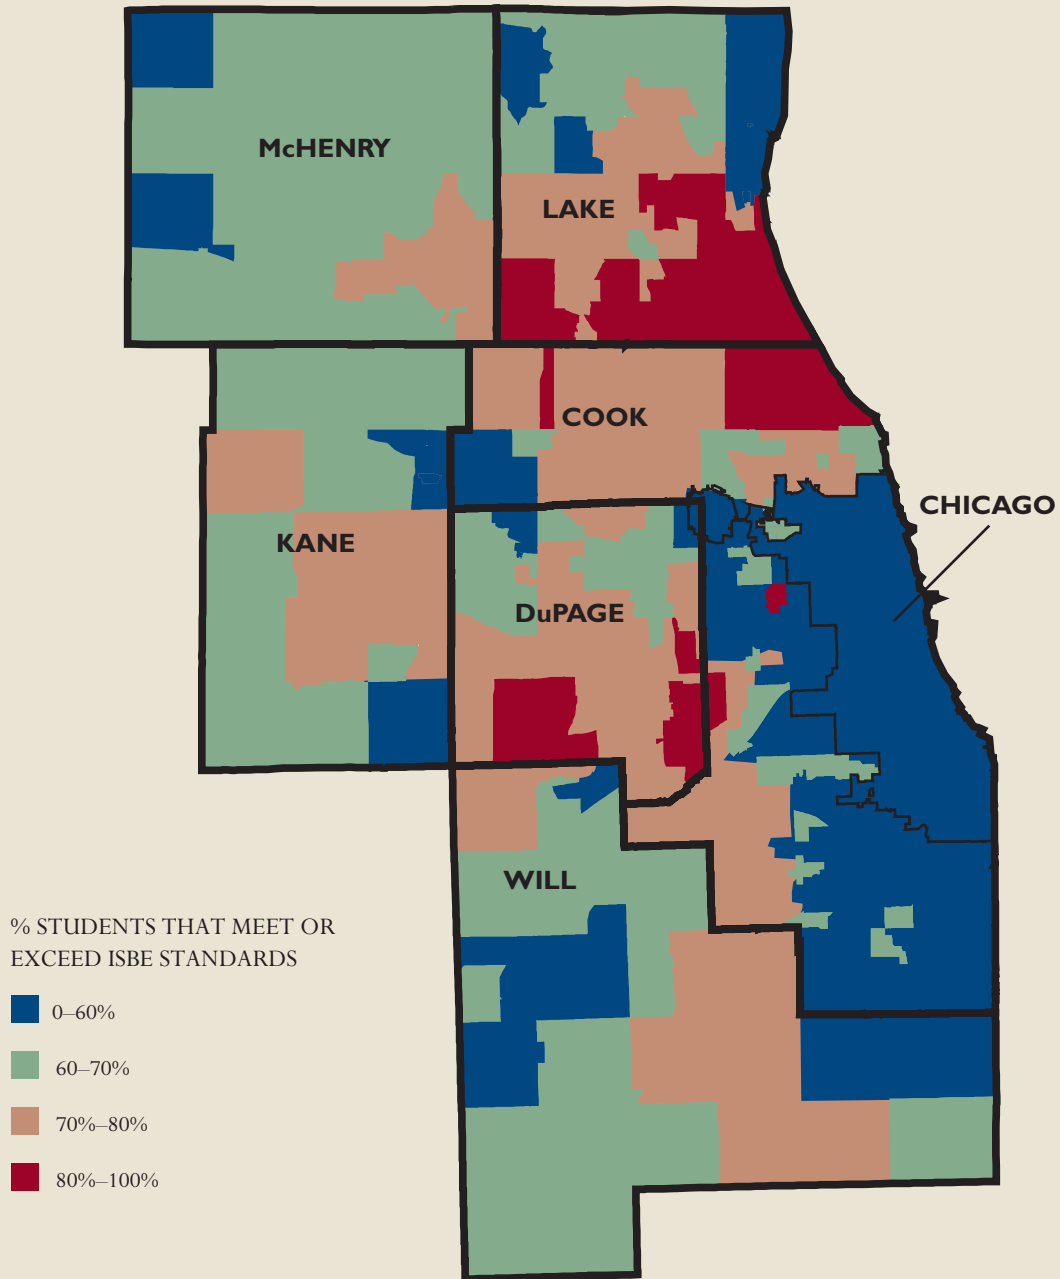 McHENRY
LAKE
COOK
CHICAGO
KANE
DuPAGE
WILL
% STUDENTS THAT MEET OR
EXCEED ISBE STANDARDS
0–60%
60–70%
70%–80%
80%–100%